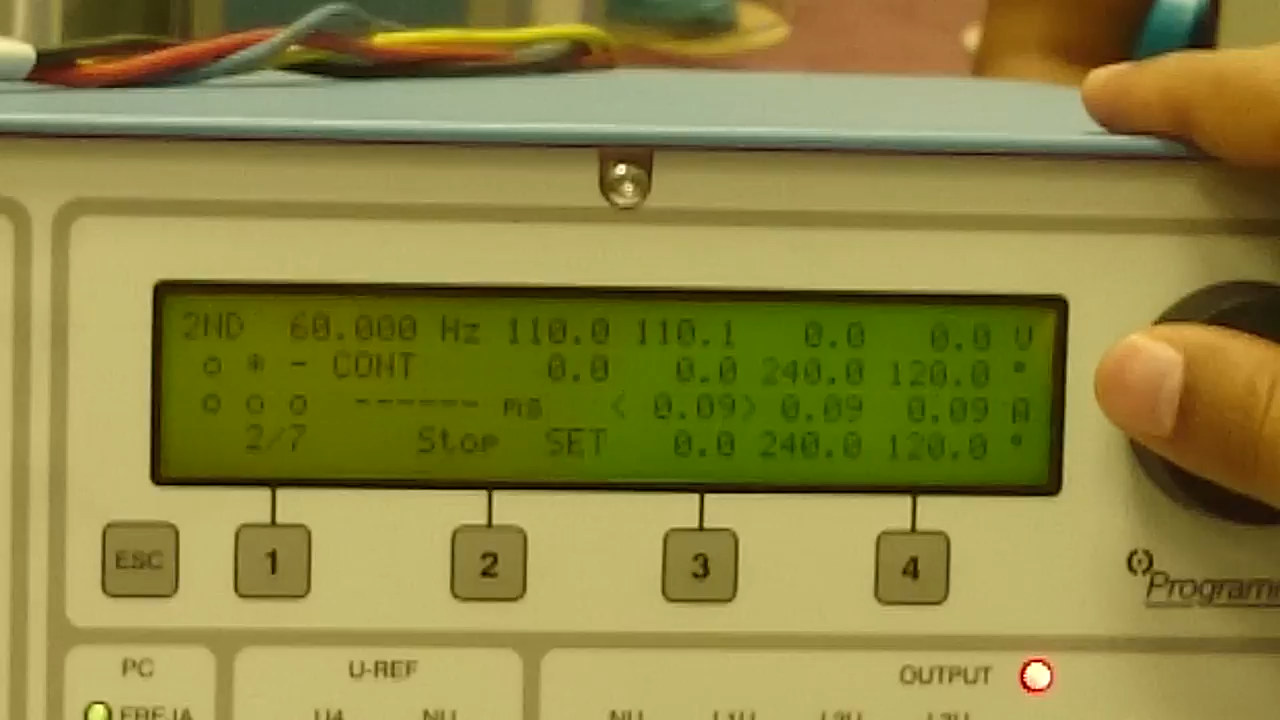 2ND 60.000 Hz 110.0 110.1 0.0 0.0 U
o * - CONT 0.0 0.0 240.0 120.0 °
o o o ------ mS < 0.09> 0.09 0.09 A
2/7 Stop SET 0.0 240.0 120.0 °
ESC 1 2 3 4
PC U-REF OUTPUT
FREJA